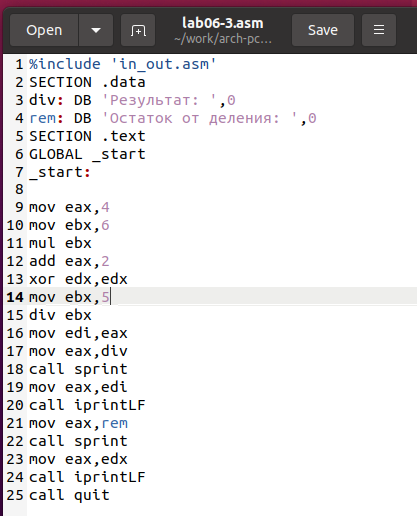 Open
lab06-3.asm
~/work/arch-pc…
Save
1 %include 'in_out.asm'
2 SECTION .data
3 div: DB 'Результат: ',0
4 rem: DB 'Остаток от деления: ',0
5 SECTION .text
6 GLOBAL _start
7 _start:
8
9 mov eax,4
10 mov ebx,6
11 mul ebx
12 add eax,2
13 xor edx,edx
14 mov ebx,5
15 div ebx
16 mov edi,eax
17 mov eax,div
18 call sprint
19 mov eax,edi
20 call iprintLF
21 mov eax,rem
22 call sprint
23 mov eax,edx
24 call iprintLF
25 call quit